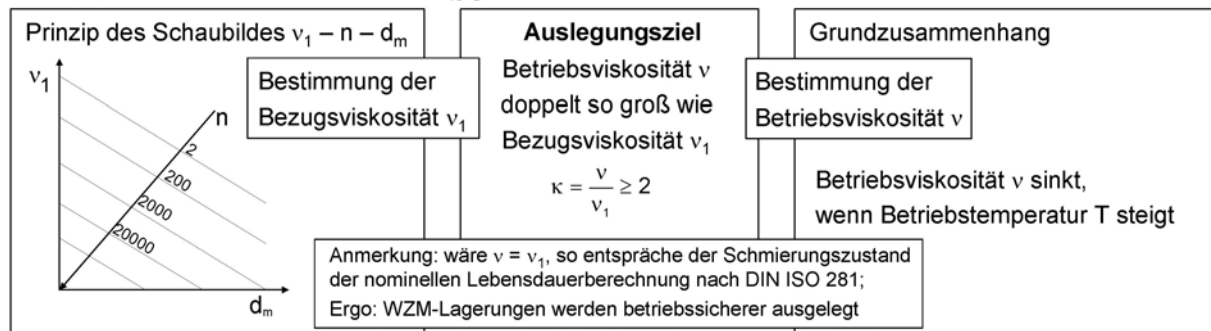 Prinzip des Schaubildes ν₁ – n – dₘ
ν₁
n
2
200
2000
20000
dₘ
Bestimmung der
Bezugsviskosität ν₁
Auslegungsziel
Betriebsviskosität ν
doppelt so groß wie
Bezugsviskosität ν₁
κ = ν / ν₁ ≥ 2
Grundzusammenhang
Bestimmung der
Betriebsviskosität ν
Betriebsviskosität ν sinkt,
wenn Betriebstemperatur T steigt
Anmerkung: wäre ν = ν₁, so entspräche der Schmierungszustand
der nominellen Lebensdauerberechnung nach DIN ISO 281;
Ergo: WZM-Lagerungen werden betriebssicherer ausgelegt